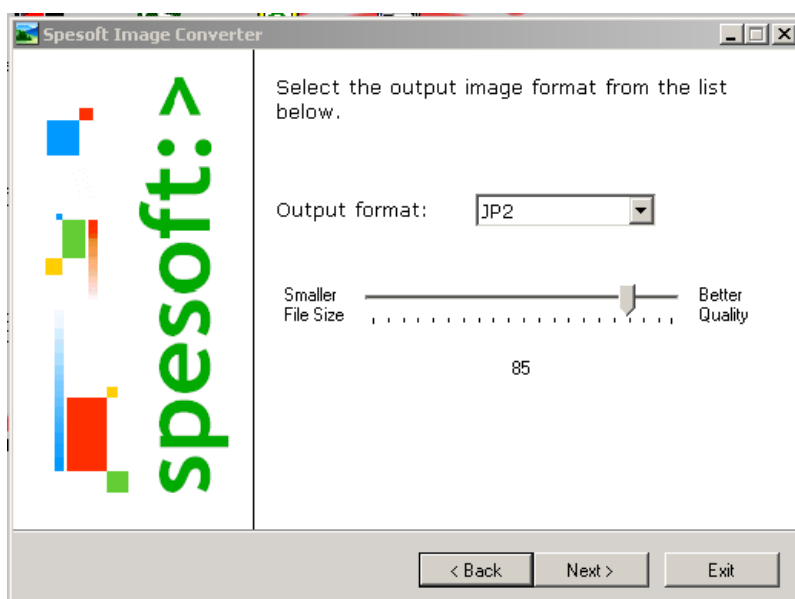 Spesoft Image Converter
spesoft:>
Select the output image format from the list
below.
Output format:
JP2
Smaller
File Size
Better
Quality
85
< Back
Next >
Exit